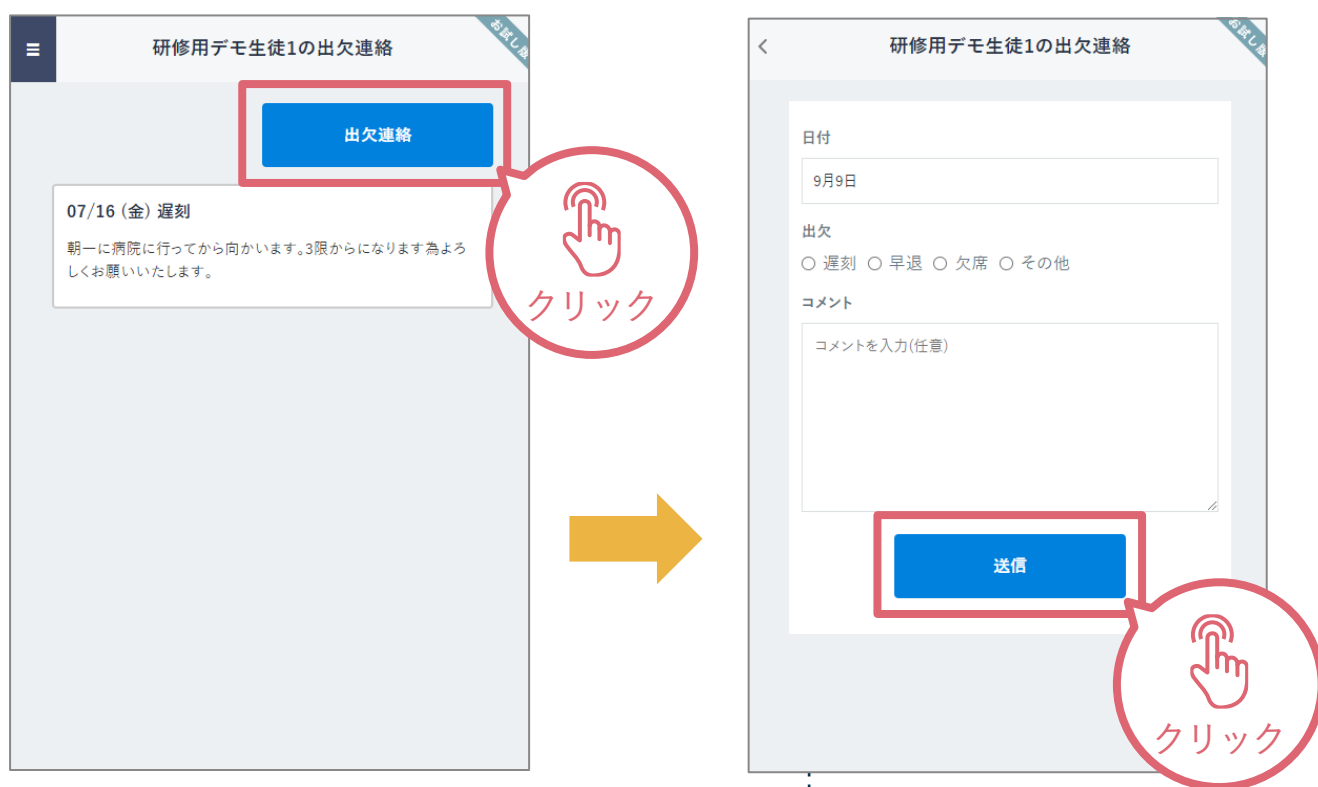 研修用デモ生徒1の出欠連絡
お試し版
出欠連絡
07/16 (金) 遅刻
朝一に病院に行ってから向かいます。3限からになります為よろ
しくお願いいたします。
クリック
研修用デモ生徒1の出欠連絡
お試し版
日付
9月9日
出欠
遅刻 早退 欠席 その他
コメント
コメントを入力(任意)
送信
クリック